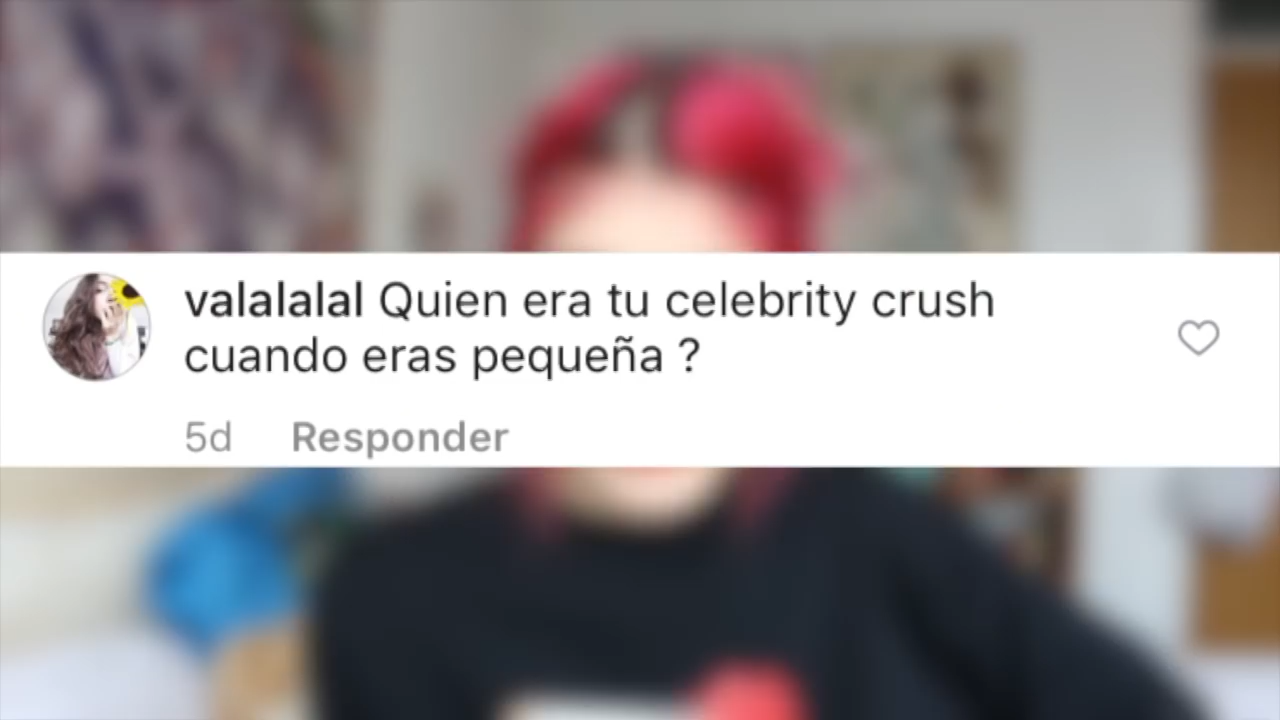 valalalal Quien era tu celebrity crush
cuando eras pequeña ?
5d Responder